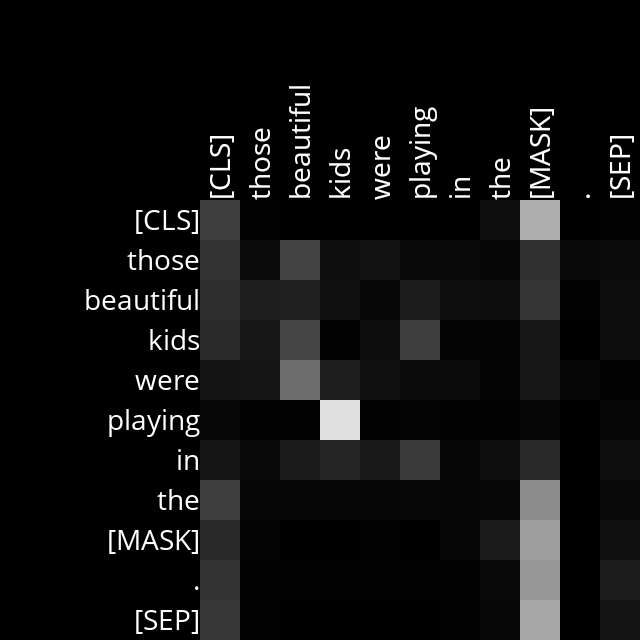 [CLS] those beautiful kids were playing in the [MASK] . [SEP]
[CLS]
those
beautiful
kids
were
playing
in
the
[MASK]
.
[SEP]